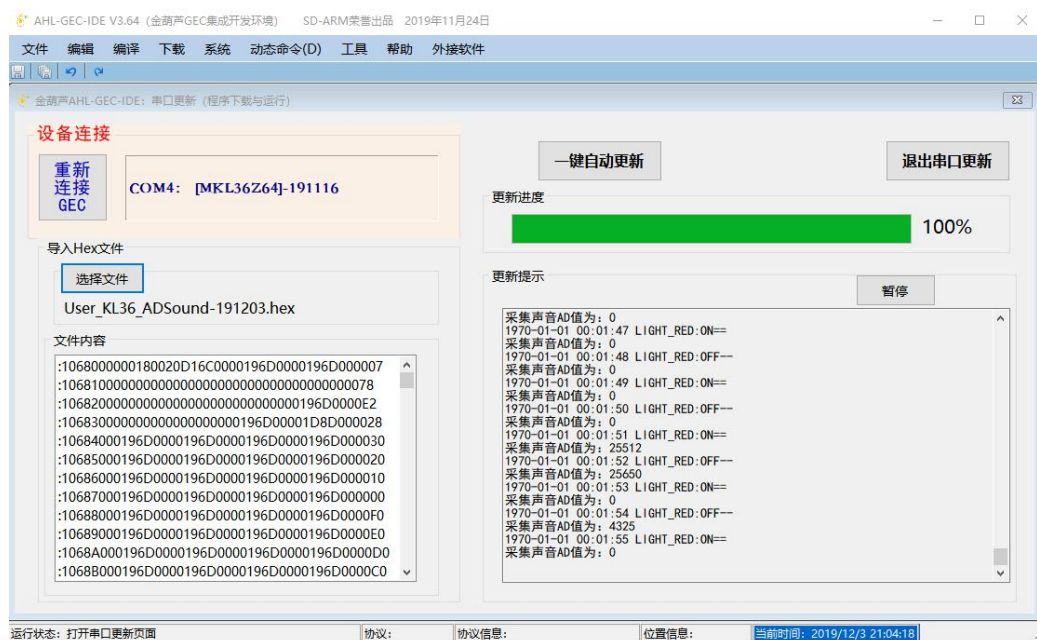 AHL-GEC-IDE V3.64 (金葫芦GEC集成开发环境) SD-ARM荣誉出品 2019年11月24日
文件 编辑 编译 下载 系统 动态命令(D) 工具 帮助 外接软件
金葫芦AHL-GEC-IDE：串口更新（程序下载与运行）
设备连接
重新
连接
GEC
COM4: [MKL36Z64]-191116
一键自动更新
退出串口更新
更新进度
100%
导入Hex文件
选择文件
User_KL36_ADSound-191203.hex
文件内容
:1068000000180020D16C0000196D0000196D000007
:106810000000000000000000000000000000000078
:10682000000000000000000000000000196D0000E2
:106830000000000000000000196D00001D8D000028
:10684000196D0000196D0000196D0000196D000030
:10685000196D0000196D0000196D0000196D000020
:10686000196D0000196D0000196D0000196D000010
:10687000196D0000196D0000196D0000196D000000
:10688000196D0000196D0000196D0000196D0000F0
:10689000196D0000196D0000196D0000196D0000E0
:1068A000196D0000196D0000196D0000196D0000D0
:1068B000196D0000196D0000196D0000196D0000C0
更新提示
暂停
采集声音AD值为: 0
1970-01-01 00:01:47 LIGHT_RED:ON==
采集声音AD值为: 0
1970-01-01 00:01:48 LIGHT_RED:OFF--
采集声音AD值为: 0
1970-01-01 00:01:49 LIGHT_RED:ON==
采集声音AD值为: 0
1970-01-01 00:01:50 LIGHT_RED:OFF--
采集声音AD值为: 0
1970-01-01 00:01:51 LIGHT_RED:ON==
采集声音AD值为: 25512
1970-01-01 00:01:52 LIGHT_RED:OFF--
采集声音AD值为: 25650
1970-01-01 00:01:53 LIGHT_RED:ON==
采集声音AD值为: 0
1970-01-01 00:01:54 LIGHT_RED:OFF--
采集声音AD值为: 4325
1970-01-01 00:01:55 LIGHT_RED:ON==
采集声音AD值为: 0
运行状态: 打开串口更新页面 协议: 协议信息: 位置信息: 当前时间: 2019/12/3 21:04:18